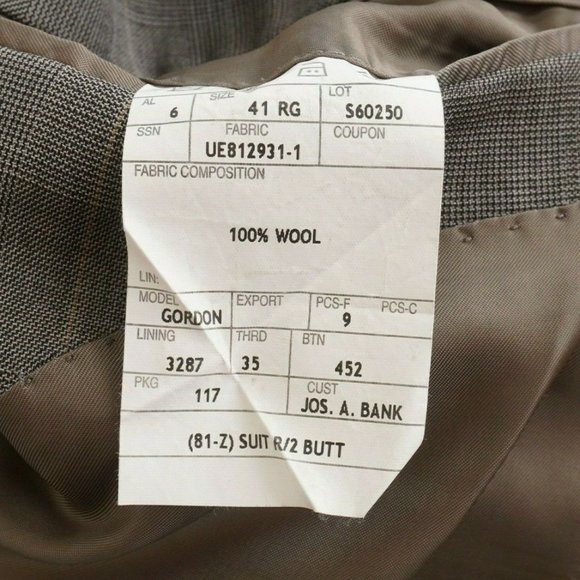 AL SIZE LOT
6 41 RG S60250
SSN FABRIC COUPON
UE812931-1
FABRIC COMPOSITION
100% WOOL
LIN:
MODEL EXPORT PCS-F PCS-C
GORDON 9
LINING THRD BTN
3287 35 452
PKG CUST
117 JOS. A. BANK
(81-Z) SUIT R/2 BUTT